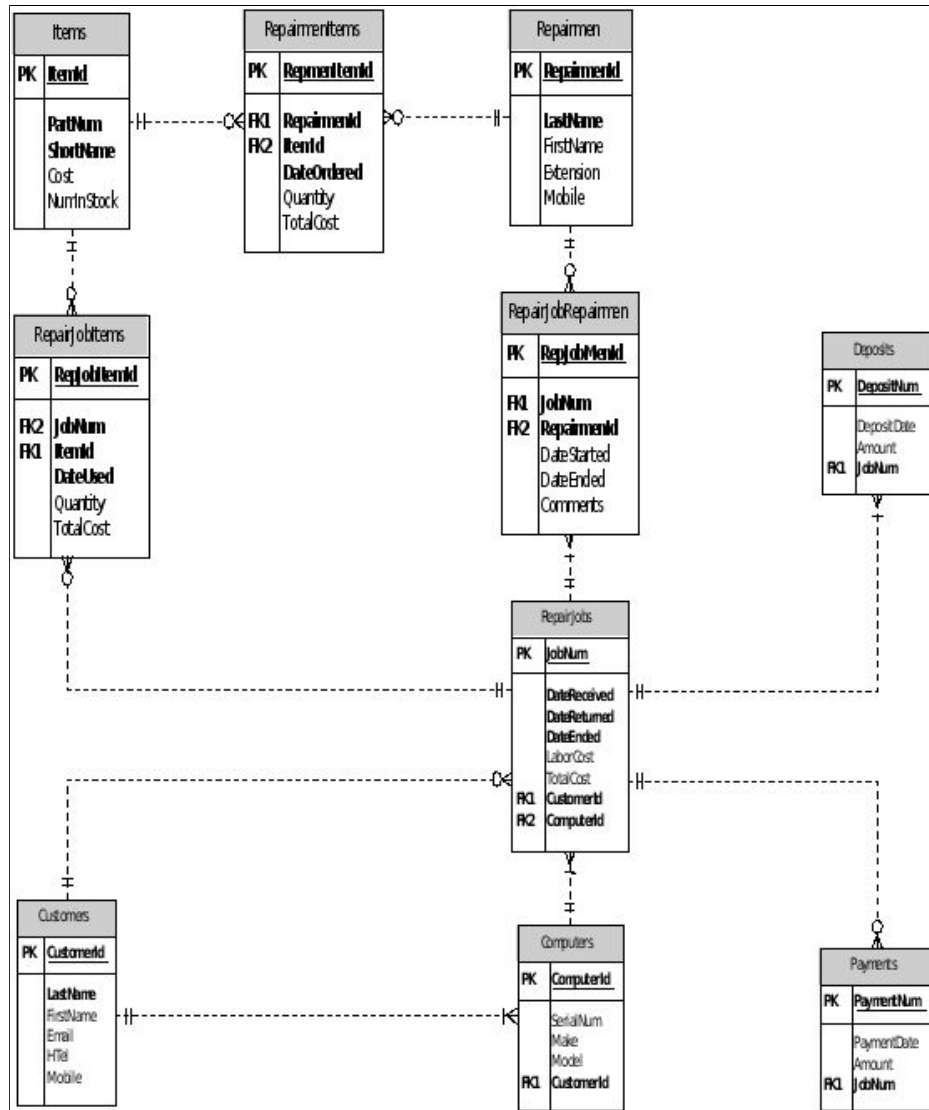 Items
PK ItemId
PartNum
ShortName
Cost
NumInStock
RepairmenItems
PK RepmenItemId
FK1 RepairmenId
FK2 ItemId
DateOrdered
Quantity
TotalCost
Repairmen
PK RepairmenId
LastName
FirstName
Extension
Mobile
RepairJobItems
PK RepJobItemId
FK2 JobNum
FK1 ItemId
DateUsed
Quantity
TotalCost
RepairJobRepairmen
PK RepJobMenId
FK1 JobNum
FK2 RepairmenId
DateStarted
DateEnded
Comments
Deposits
PK DepositNum
DepositDate
Amount
FK1 JobNum
RepairJobs
PK JobNum
DateReceived
DateReturned
DateEnded
LaborCost
TotalCost
FK1 CustomerId
FK2 ComputerId
Customers
PK CustomerId
LastName
FirstName
Email
HTel
Mobile
Computers
PK ComputerId
SerialNum
Make
Model
FK1 CustomerId
Payments
PK PaymentNum
PaymentDate
Amount
FK1 JobNum